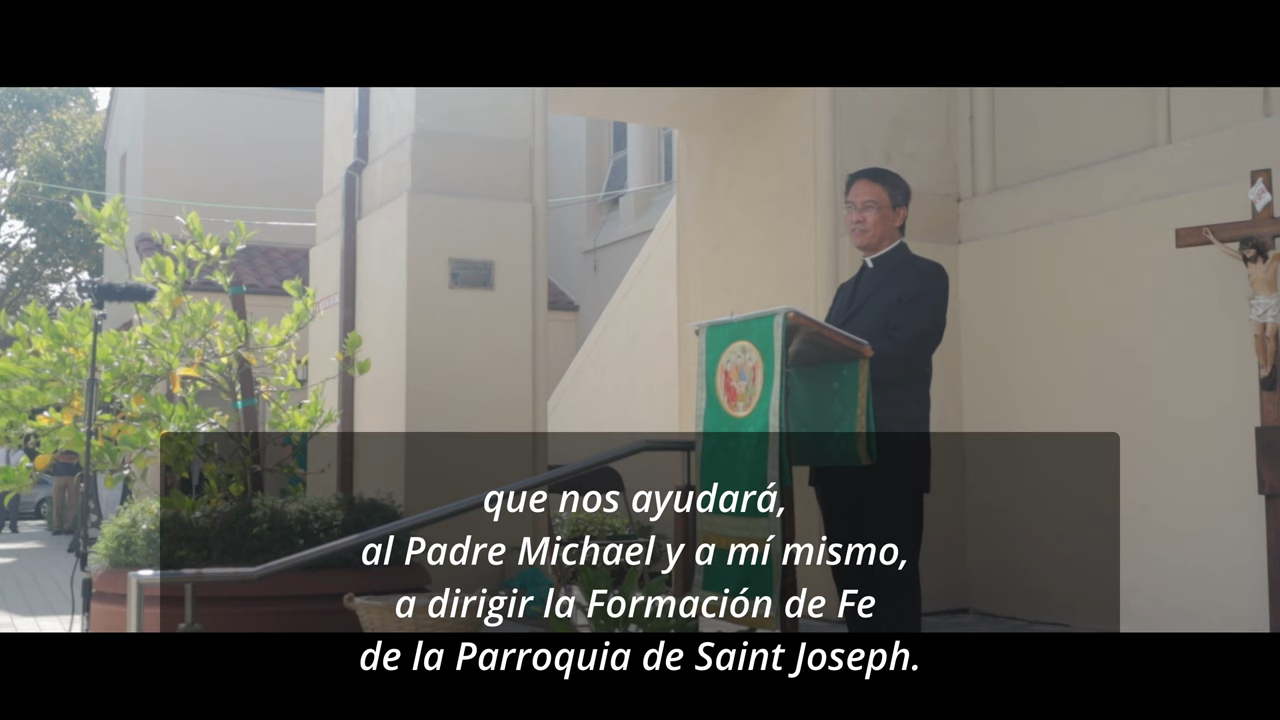 que nos ayudará,
al Padre Michael y a mí mismo,
a dirigir la Formación de Fe
de la Parroquia de Saint Joseph.